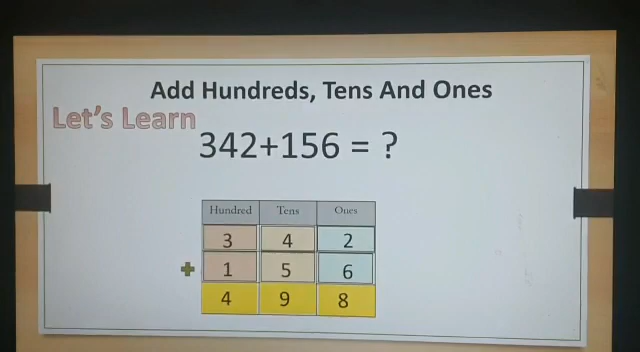 Add Hundreds, Tens And Ones
Let's Learn
342+156 = ?
Hundred Tens Ones
3 4 2
+ 1 5 6
4 9 8